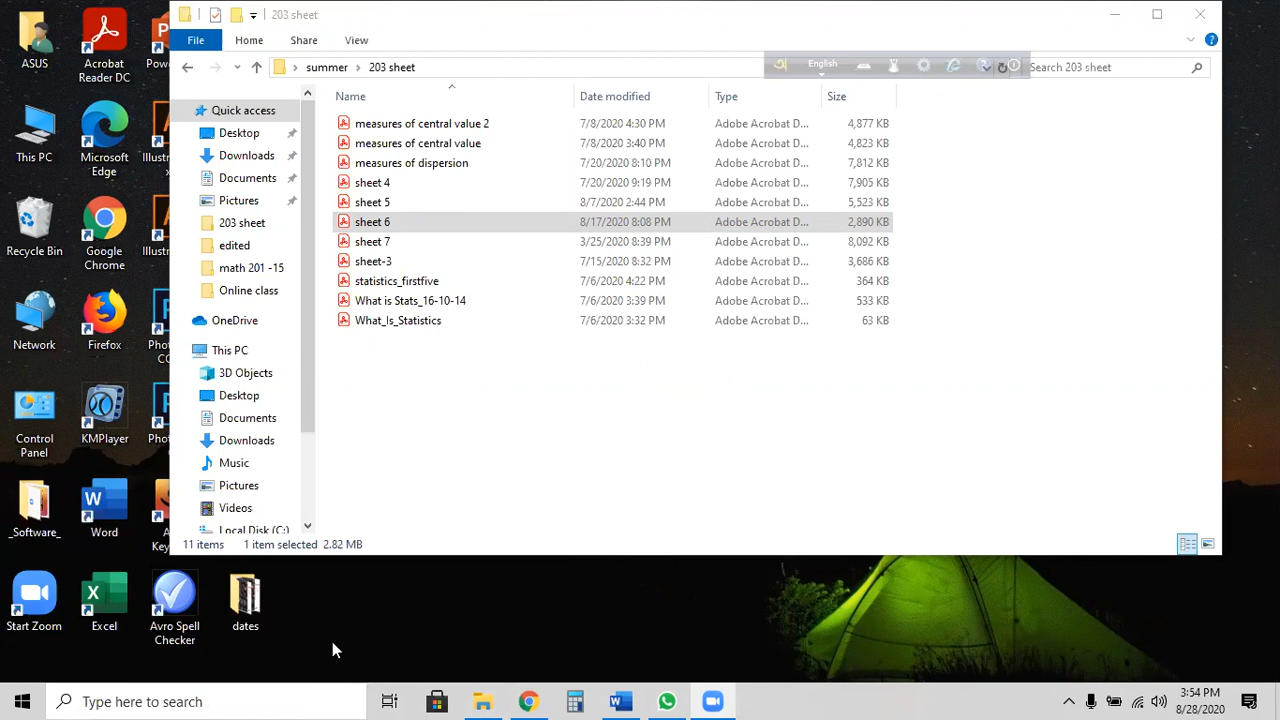 203 sheet
File Home Share View
summer > 203 sheet
English
Search 203 sheet
Name Date modified Type Size
measures of central value 2 7/8/2020 4:30 PM Adobe Acrobat D... 4,877 KB
measures of central value 7/8/2020 3:40 PM Adobe Acrobat D... 4,823 KB
measures of dispersion 7/20/2020 8:10 PM Adobe Acrobat D... 7,812 KB
sheet 4 7/20/2020 9:19 PM Adobe Acrobat D... 7,905 KB
sheet 5 8/7/2020 2:44 PM Adobe Acrobat D... 5,523 KB
sheet 6 8/17/2020 8:08 PM Adobe Acrobat D... 2,890 KB
sheet 7 3/25/2020 8:39 PM Adobe Acrobat D... 8,092 KB
sheet-3 7/15/2020 8:32 PM Adobe Acrobat D... 3,686 KB
statistics_firstfive 7/6/2020 4:22 PM Adobe Acrobat D... 364 KB
What is Stats_16-10-14 7/6/2020 3:39 PM Adobe Acrobat D... 533 KB
What_Is_Statistics 7/6/2020 3:32 PM Adobe Acrobat D... 63 KB
Quick access
Desktop
Downloads
Documents
Pictures
203 sheet
edited
math 201 -15
Online class
OneDrive
This PC
3D Objects
Desktop
Documents
Downloads
Music
Pictures
Videos
Local Disk (C:)
11 items 1 item selected 2.82 MB
ASUS
Acrobat
Reader DC
This PC
Microsoft
Edge
Illustr
Recycle Bin
Google
Chrome
Illustr
Network
Firefox
Control
Panel
KMPlayer
_Software_
Word
Start Zoom
Excel
Avro Spell
Checker
dates
Type here to search
3:54 PM
8/28/2020